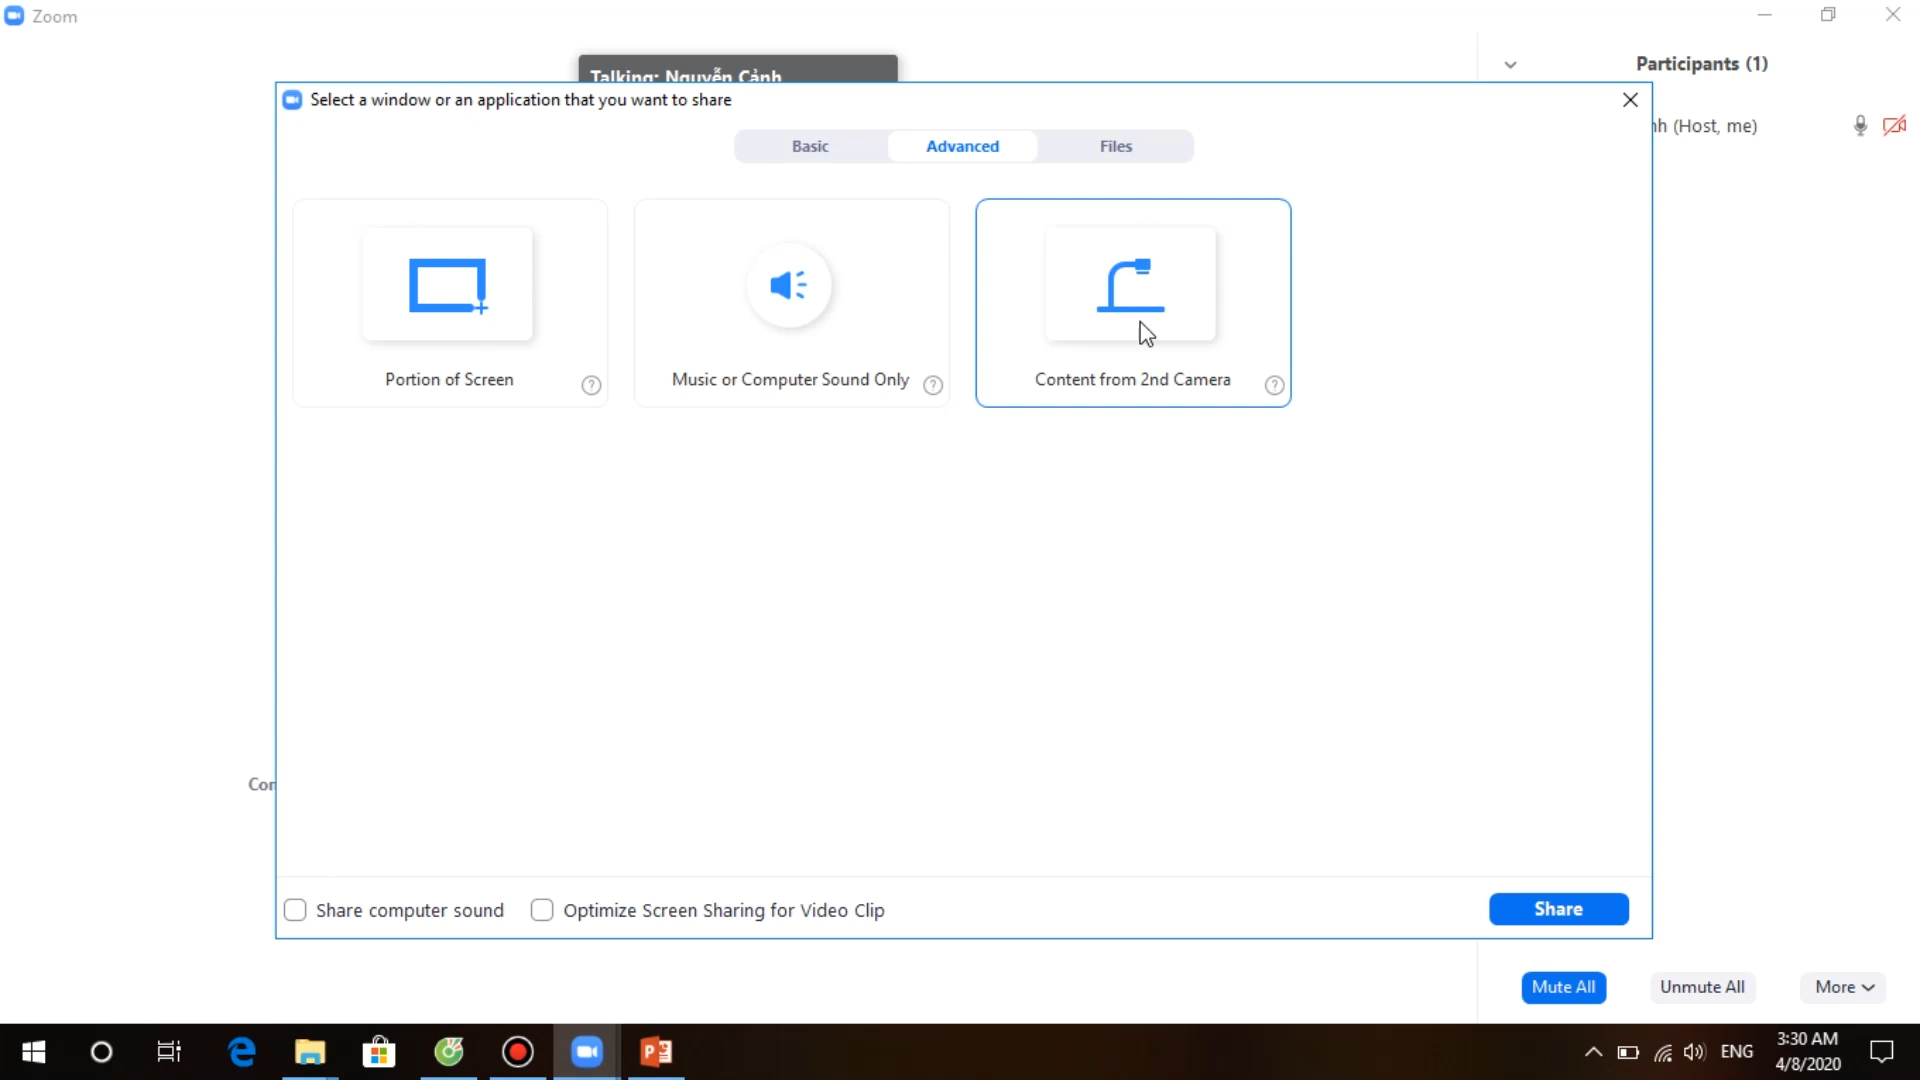 Zoom
Talking: Nguyễn Cảnh
Participants (1)
Select a window or an application that you want to share
(Host, me)
Basic
Advanced
Files
Portion of Screen
Music or Computer Sound Only
Content from 2nd Camera
Share computer sound
Optimize Screen Sharing for Video Clip
Share
Mute All
Unmute All
More
ENG
3:30 AM
4/8/2020